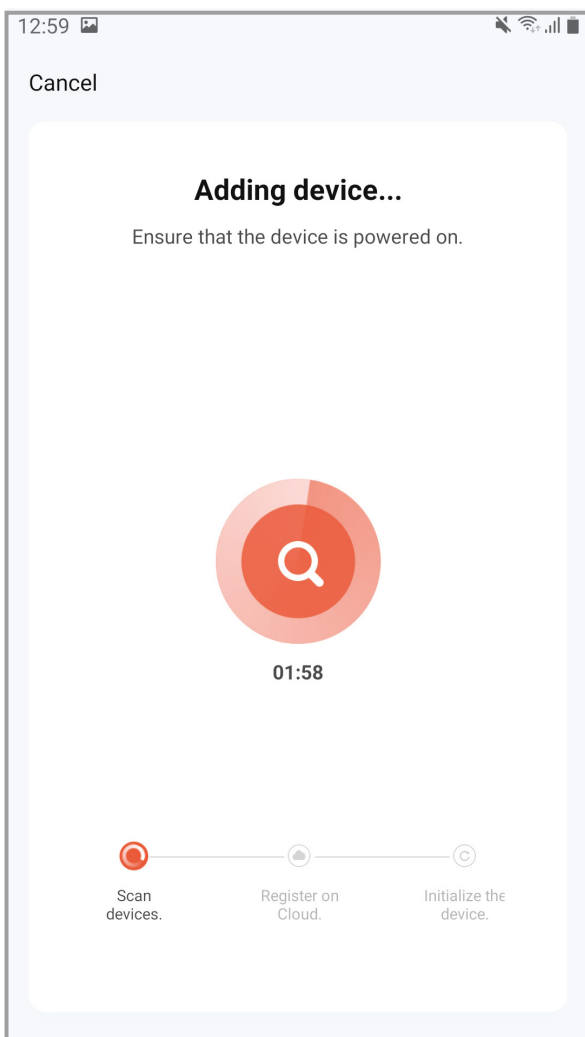 12:59
Cancel
Adding device...
Ensure that the device is powered on.
01:58
Scan
devices.
Register on
Cloud.
Initialize the
device.